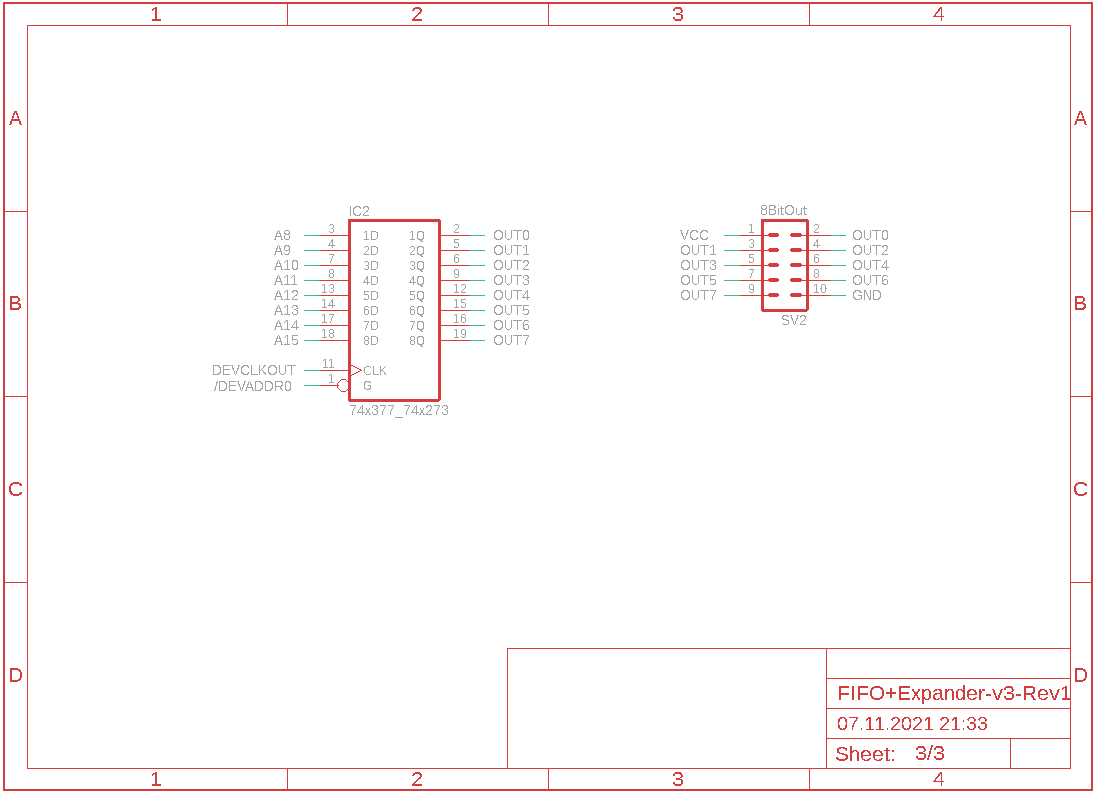 1 2 3 4
A A
IC2 8BitOut
A8 3 1D 1Q 2 OUT0 VCC 1 2 OUT0
A9 4 2D 2Q 5 OUT1 OUT1 3 4 OUT2
A10 7 3D 3Q 6 OUT2 OUT3 5 6 OUT4
A11 8 4D 4Q 9 OUT3 OUT5 7 8 OUT6
A12 13 5D 5Q 12 OUT4 OUT7 9 10 GND
B B
A13 14 6D 6Q 15 OUT5
A14 17 7D 7Q 16 OUT6 SV2
A15 18 8D 8Q 19 OUT7
DEVCLKOUT 11 CLK
/DEVADDR0 1 G
74x377_74x273
C C
D D
FIFO+Expander-v3-Rev1
07.11.2021 21:33
Sheet: 3/3
1 2 3 4